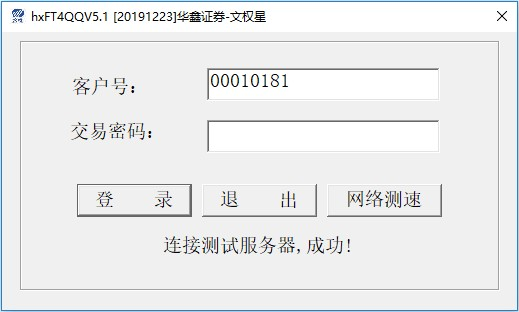 hxFT4QQV5.1 [20191223]华鑫证券-文权星
客户号:
00010181
交易密码:
登 录 退 出 网络测速
连接测试服务器,成功!